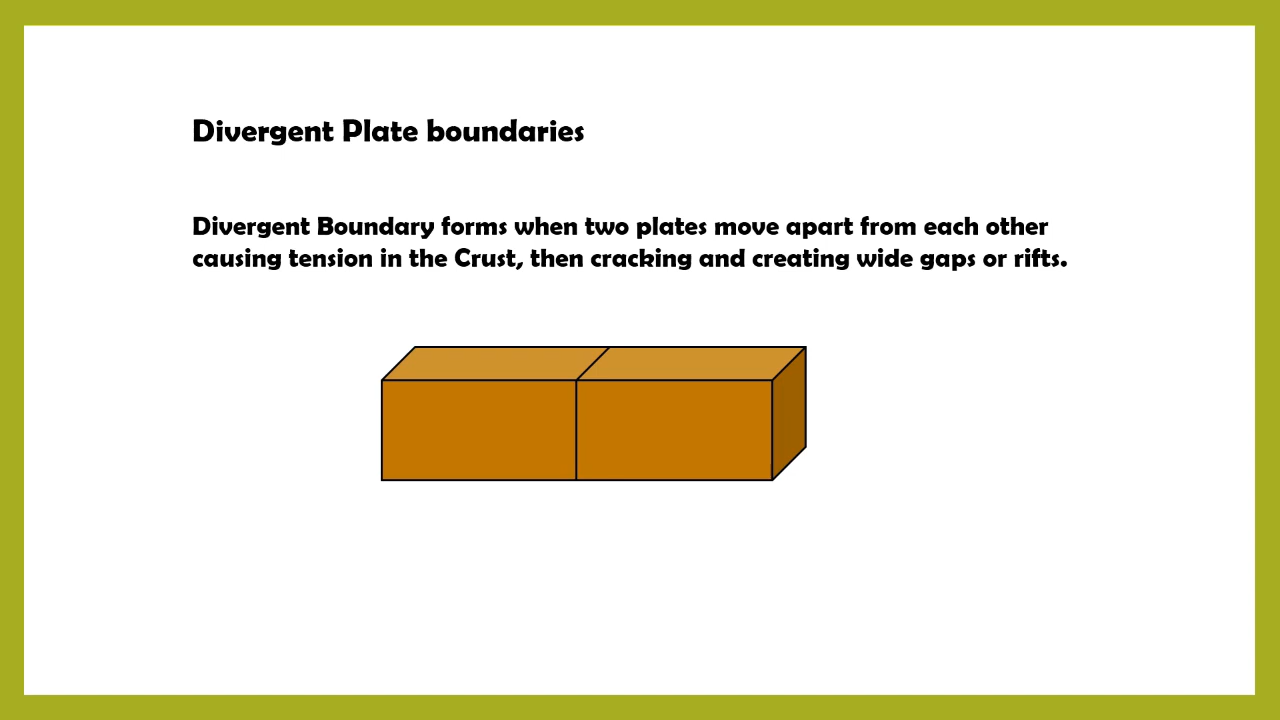 Divergent Plate boundaries
Divergent Boundary forms when two plates move apart from each other
causing tension in the Crust, then cracking and creating wide gaps or rifts.